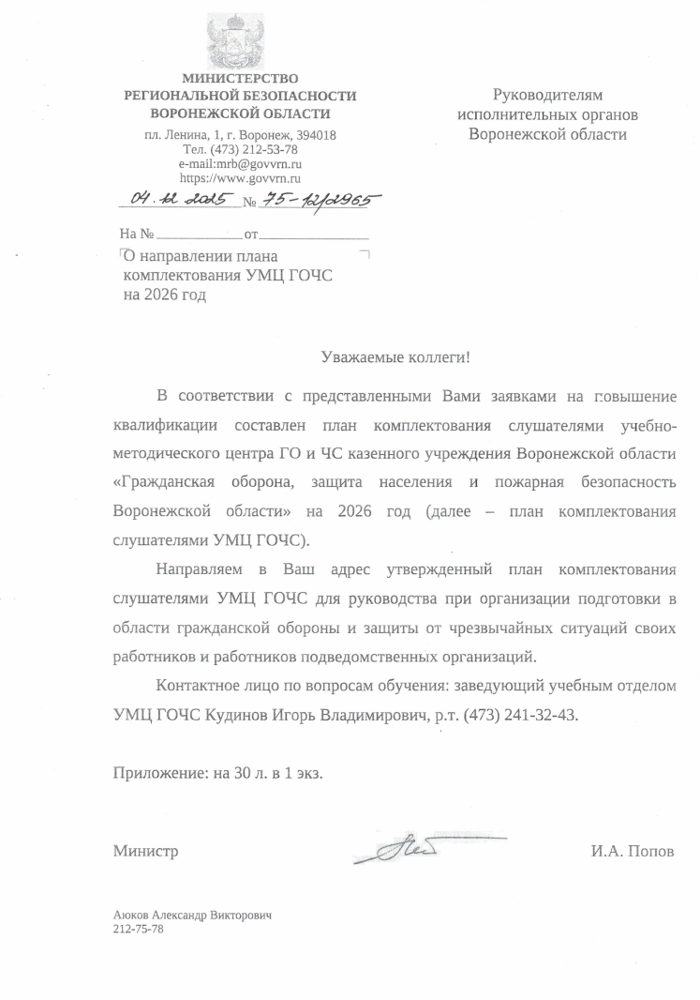 МИНИСТЕРСТВО
РЕГИОНАЛЬНОЙ БЕЗОПАСНОСТИ
ВОРОНЕЖСКОЙ ОБЛАСТИ
пл. Ленина, 1, г. Воронеж, 394018
Тел. (473) 212-53-78
e-mail:mrb@govvrn.ru
https://www.govvrn.ru
04.12 2025 № 75-12/2965
На № от
О направлении плана
комплектования УМЦ ГОЧС
на 2026 год
Руководителям
исполнительных органов
Воронежской области
Уважаемые коллеги!
В соответствии с представленными Вами заявками на повышение
квалификации составлен план комплектования слушателями учебно-
методического центра ГО и ЧС казенного учреждения Воронежской области
«Гражданская оборона, защита населения и пожарная безопасность
Воронежской области» на 2026 год (далее – план комплектования
слушателями УМЦ ГОЧС).
Направляем в Ваш адрес утвержденный план комплектования
слушателями УМЦ ГОЧС для руководства при организации подготовки в
области гражданской обороны и защиты от чрезвычайных ситуаций своих
работников и работников подведомственных организаций.
Контактное лицо по вопросам обучения: заведующий учебным отделом
УМЦ ГОЧС Кудинов Игорь Владимирович, р.т. (473) 241-32-43.
Приложение: на 30 л. в 1 экз.
Министр И.А. Попов
Аюков Александр Викторович
212-75-78